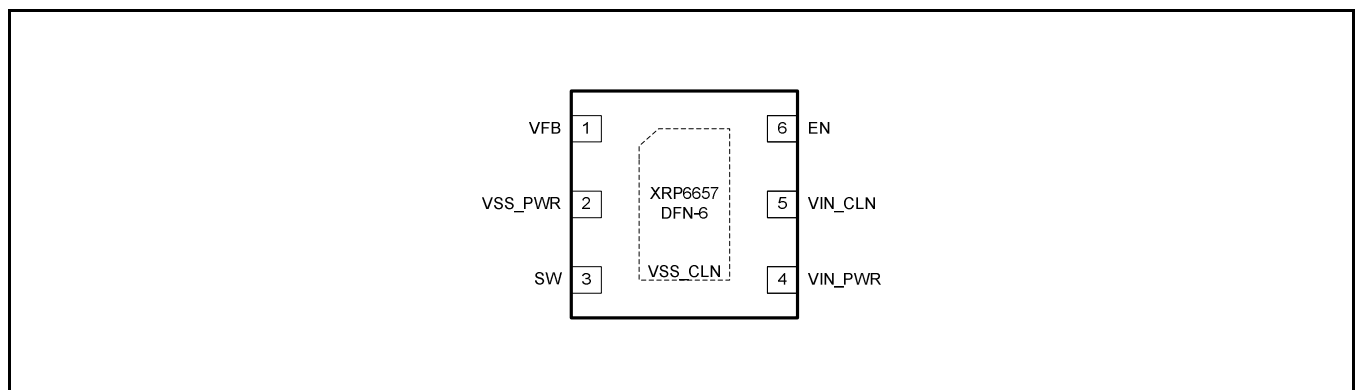 VFB 1
6 EN
VSS_PWR 2
XRP6657
DFN-6
5 VIN_CLN
SW 3
VSS_CLN
4 VIN_PWR